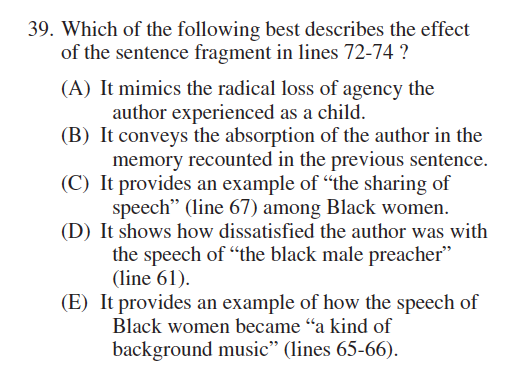 39. Which of the following best describes the effect
of the sentence fragment in lines 72-74 ?
(A) It mimics the radical loss of agency the
author experienced as a child.
(B) It conveys the absorption of the author in the
memory recounted in the previous sentence.
(C) It provides an example of “the sharing of
speech” (line 67) among Black women.
(D) It shows how dissatisfied the author was with
the speech of “the black male preacher”
(line 61).
(E) It provides an example of how the speech of
Black women became “a kind of
background music” (lines 65-66).